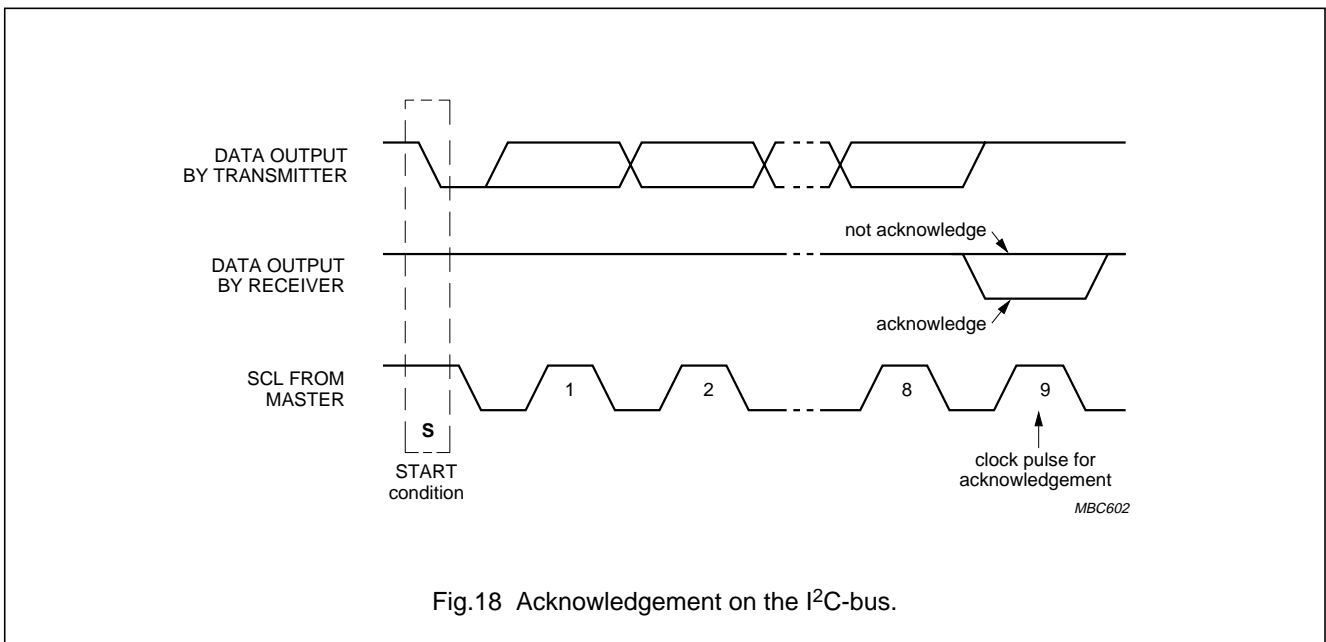 DATA OUTPUT
BY TRANSMITTER
not acknowledge
DATA OUTPUT
BY RECEIVER
acknowledge
SCL FROM
MASTER
1
2
8
9
S
START
condition
clock pulse for
acknowledgement
MBC602
Fig.18 Acknowledgement on the I²C-bus.